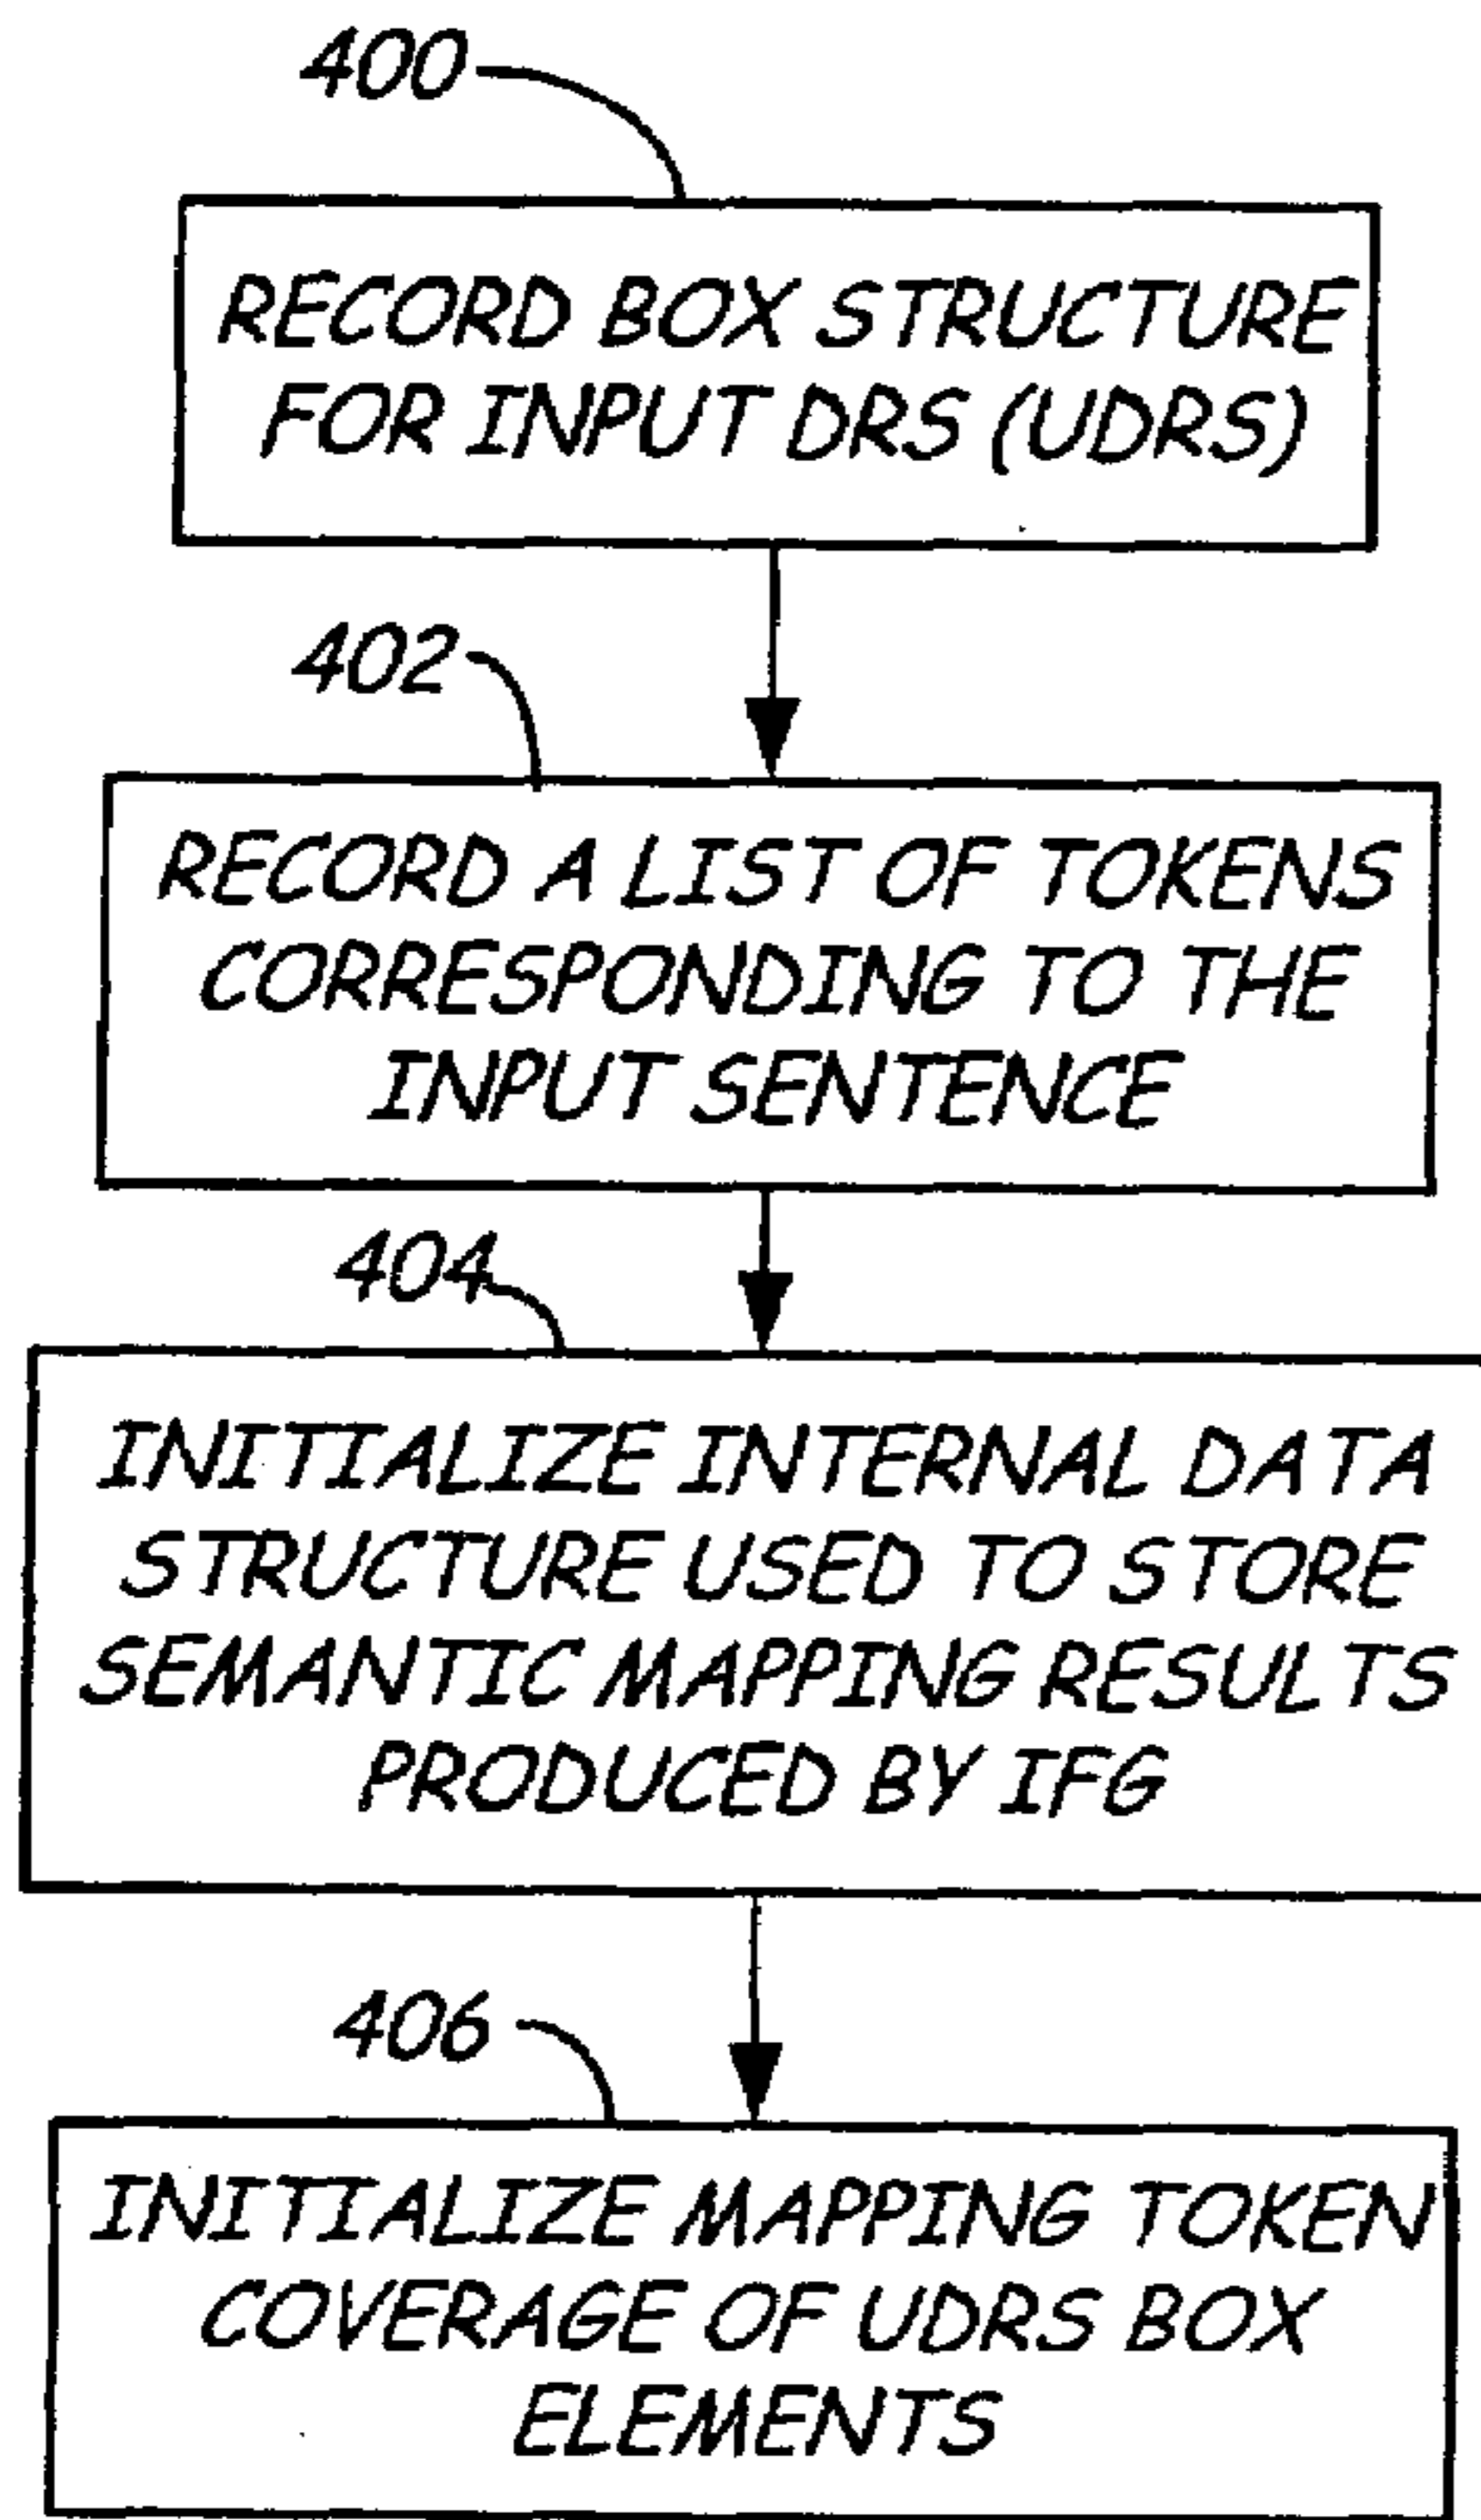 400
RECORD BOX STRUCTURE
FOR INPUT DRS (UDRS)
402
RECORD A LIST OF TOKENS
CORRESPONDING TO THE
INPUT SENTENCE
404
INITIALIZE INTERNAL DATA
STRUCTURE USED TO STORE
SEMANTIC MAPPING RESULTS
PRODUCED BY IFG
406
INITIALIZE MAPPING TOKEN
COVERAGE OF UDRS BOX
ELEMENTS